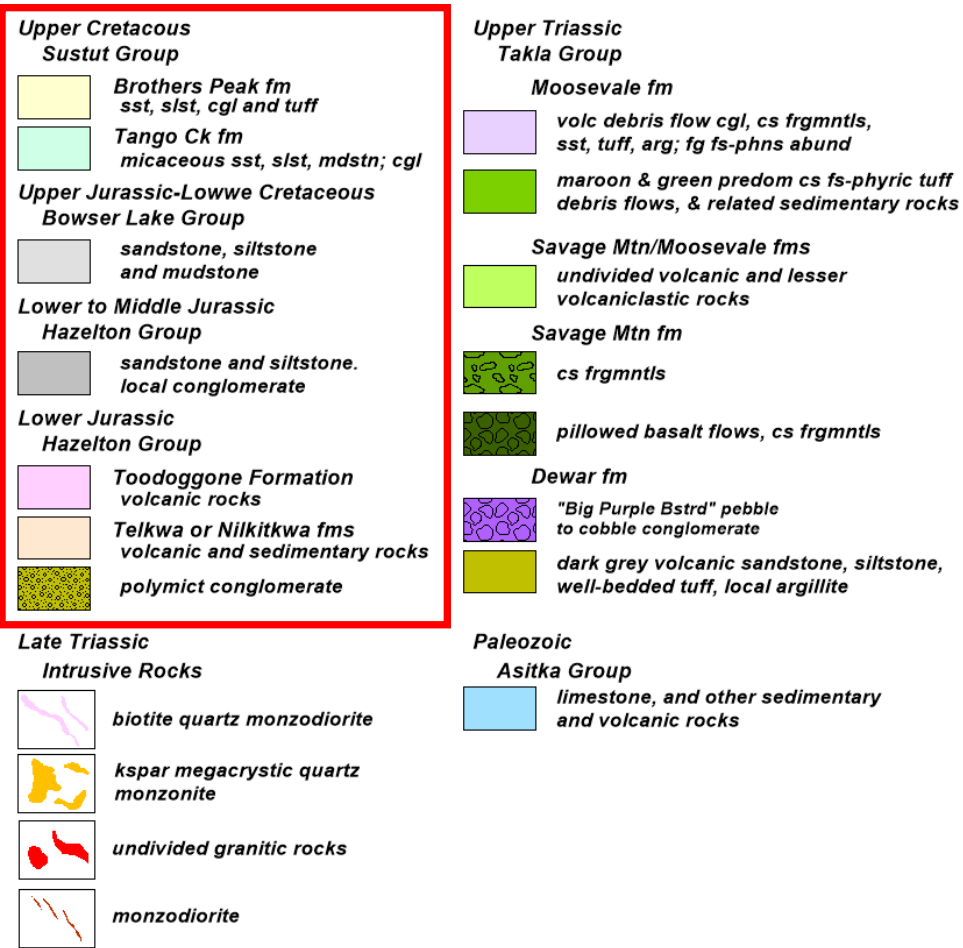 Upper Cretacous
Sustut Group
Brothers Peak fm
sst, slst, cgl and tuff
Tango Ck fm
micaceous sst, slst, mdstn; cgl
Upper Jurassic-Lowwe Cretaceous
Bowser Lake Group
sandstone, siltstone
and mudstone
Lower to Middle Jurassic
Hazelton Group
sandstone and siltstone.
local conglomerate
Lower Jurassic
Hazelton Group
Toodoggone Formation
volcanic rocks
Telkwa or Nilkitkwa fms
volcanic and sedimentary rocks
polymict conglomerate
Late Triassic
Intrusive Rocks
biotite quartz monzodiorite
kspar megacrystic quartz
monzonite
undivided granitic rocks
monzodiorite
Upper Triassic
Takla Group
Moosevale fm
volc debris flow cgl, cs frgmntls,
sst, tuff, arg; fg fs-phns abund
maroon & green predom cs fs-phyric tuff
debris flows, & related sedimentary rocks
Savage Mtn/Moosevale fms
undivided volcanic and lesser
volcaniclastic rocks
Savage Mtn fm
cs frgmntls
pillowed basalt flows, cs frgmntls
Dewar fm
"Big Purple Bstrd" pebble
to cobble conglomerate
dark grey volcanic sandstone, siltstone,
well-bedded tuff, local argillite
Paleozoic
Asitka Group
limestone, and other sedimentary
and volcanic rocks